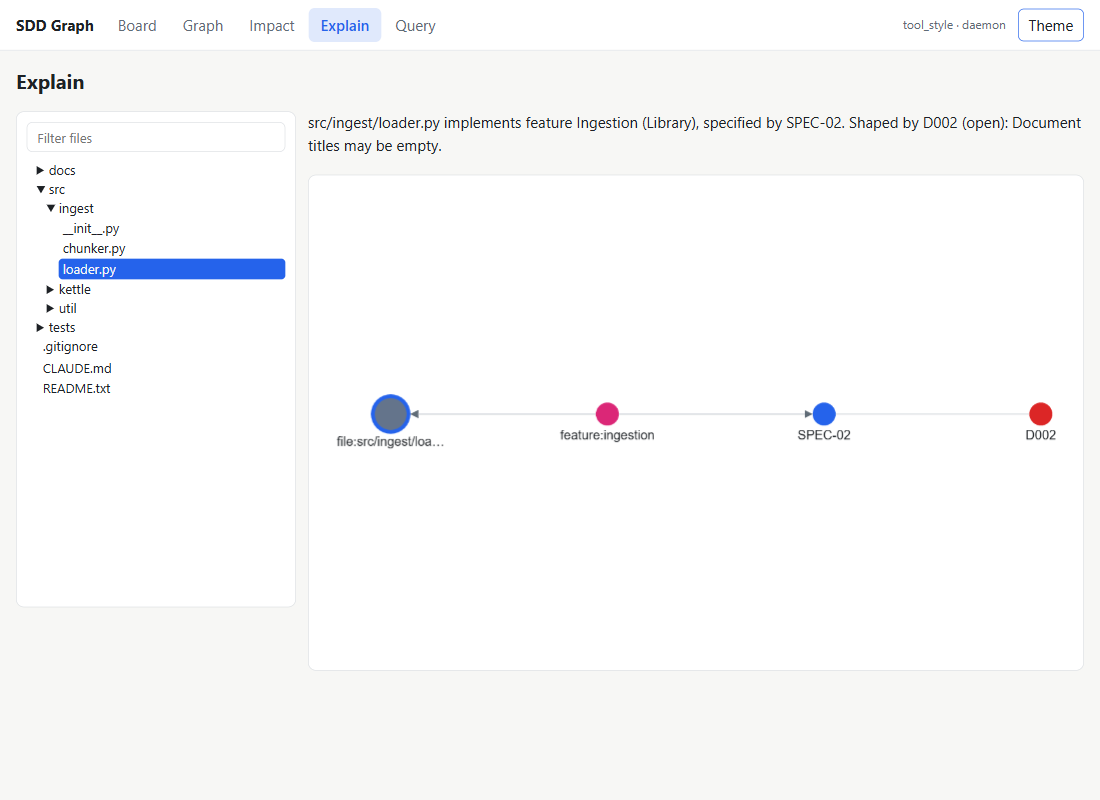 SDD Graph Board Graph Impact Explain Query tool_style · daemon Theme
Explain
Filter files
src/ingest/loader.py implements feature Ingestion (Library), specified by SPEC-02. Shaped by D002 (open): Document
titles may be empty.
docs
src
ingest
__init__.py
chunker.py
loader.py
kettle
util
tests
.gitignore
CLAUDE.md
README.txt
file:src/ingest/loa…
feature:ingestion
SPEC-02
D002